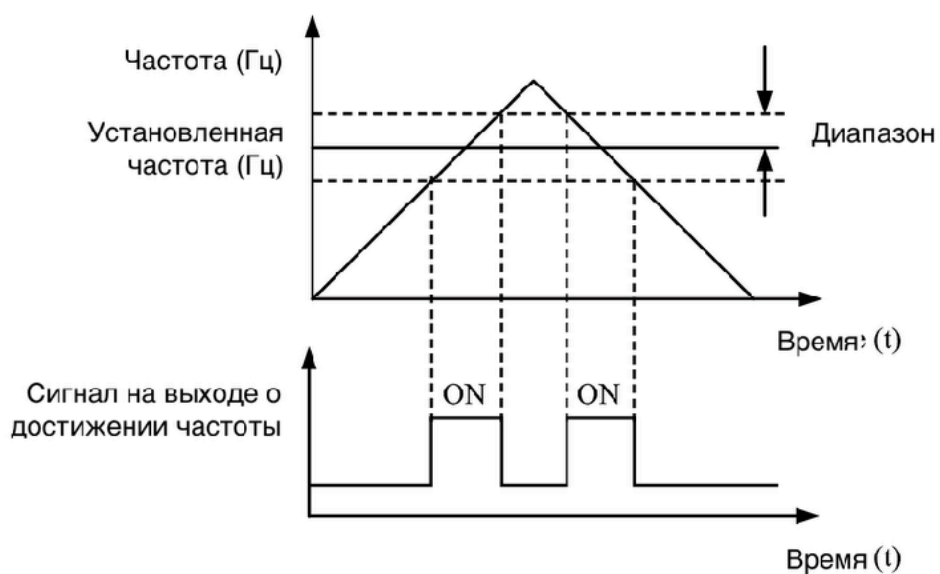 Частота (Гц)
Установленная
частота (Гц)
Диапазон
Время (t)
Сигнал на выходе о
достижении частоты
ON
ON
Время (t)